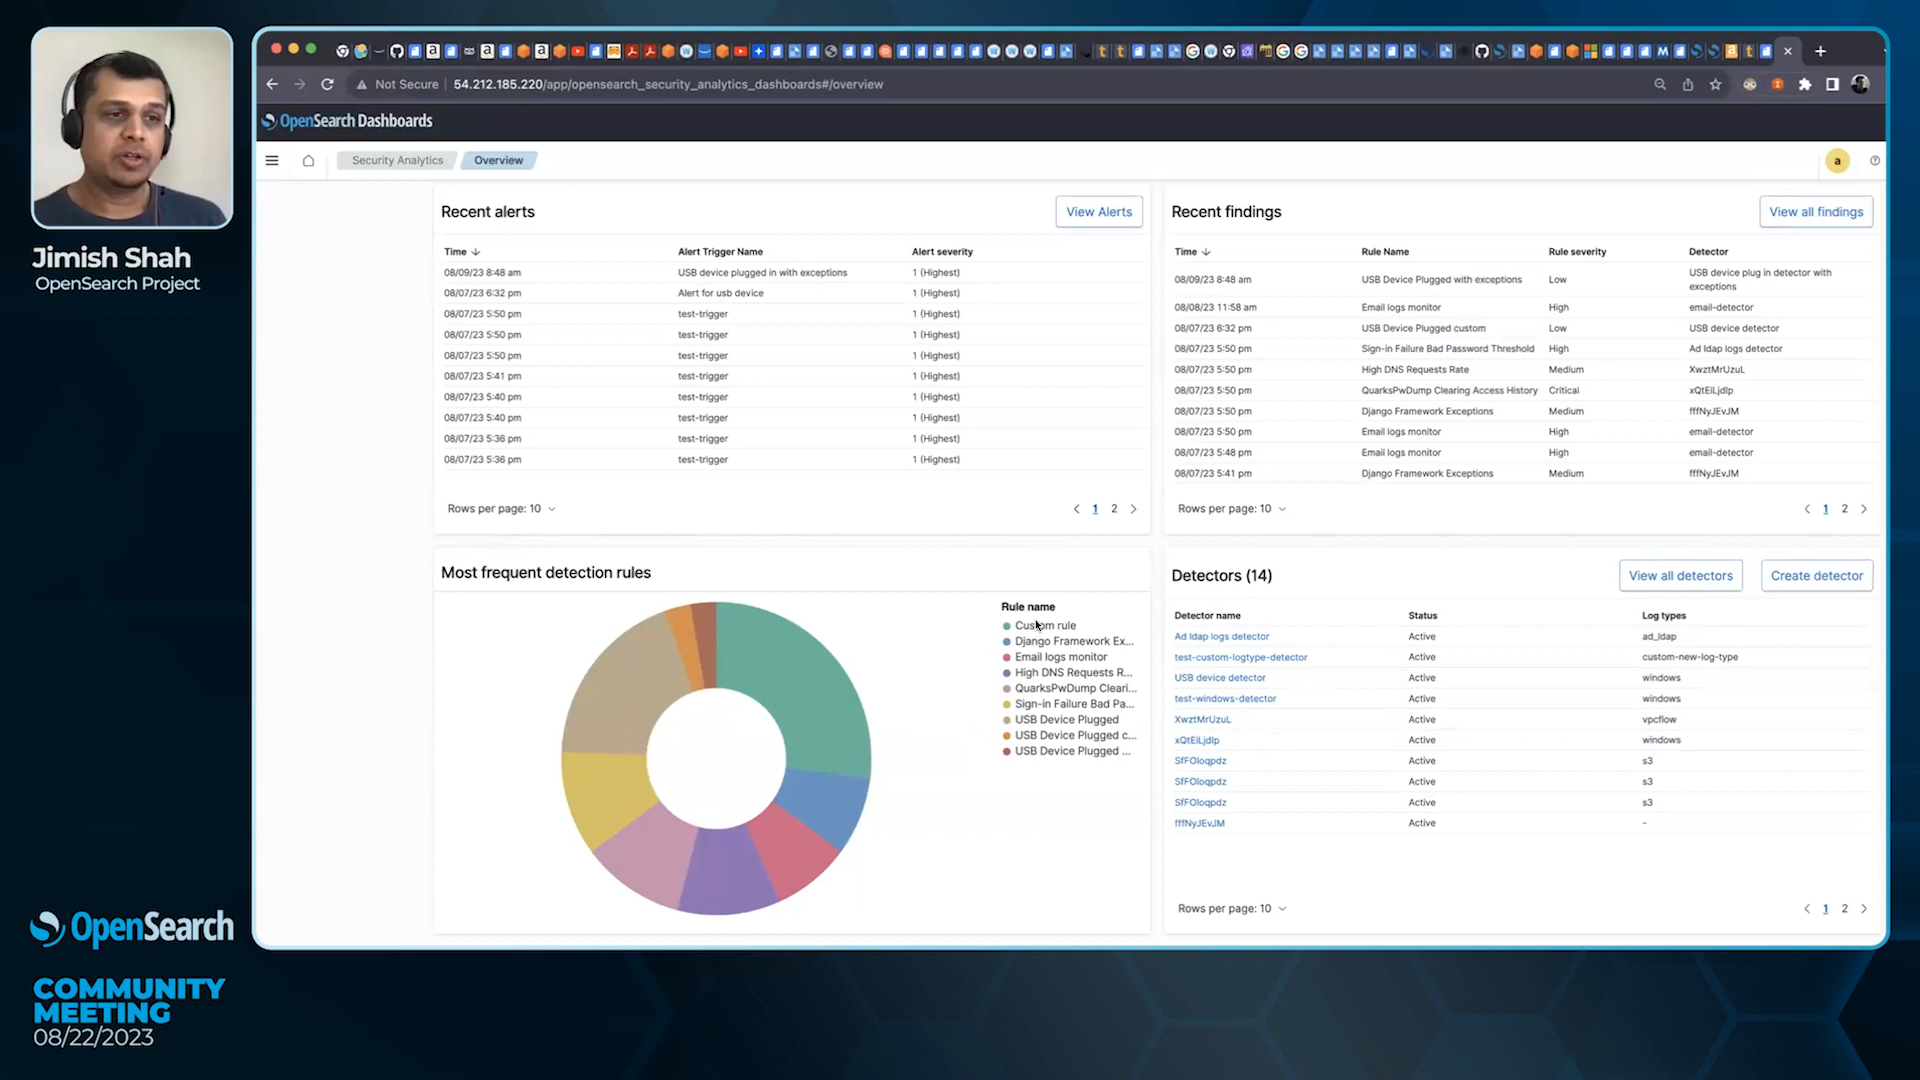 Jimish Shah
OpenSearch Project
OpenSearch
COMMUNITY
MEETING
08/22/2023
Not Secure 54.212.185.220/app/opensearch_security_analytics_dashboards#/overview
OpenSearch Dashboards
Security Analytics Overview a
Recent alerts View Alerts
Time Alert Trigger Name Alert severity
08/09/23 8:48 am USB device plugged in with exceptions 1 (Highest)
08/07/23 6:32 pm Alert for usb device 1 (Highest)
08/07/23 5:50 pm test-trigger 1 (Highest)
08/07/23 5:50 pm test-trigger 1 (Highest)
08/07/23 5:50 pm test-trigger 1 (Highest)
08/07/23 5:41 pm test-trigger 1 (Highest)
08/07/23 5:40 pm test-trigger 1 (Highest)
08/07/23 5:40 pm test-trigger 1 (Highest)
08/07/23 5:36 pm test-trigger 1 (Highest)
08/07/23 5:36 pm test-trigger 1 (Highest)
Rows per page: 10 1 2
Recent findings View all findings
Time Rule Name Rule severity Detector
08/09/23 8:48 am USB Device Plugged with exceptions Low USB device plug in detector with
exceptions
08/08/23 11:58 am Email logs monitor High email-detector
08/07/23 6:32 pm USB Device Plugged custom Low USB device detector
08/07/23 5:50 pm Sign-in Failure Bad Password Threshold High Ad ldap logs detector
08/07/23 5:50 pm High DNS Requests Rate Medium XwztMrUzuL
08/07/23 5:50 pm QuarksPwDump Clearing Access History Critical xQtEiLjdIp
08/07/23 5:50 pm Django Framework Exceptions Medium fffNyJEvJM
08/07/23 5:50 pm Email logs monitor High email-detector
08/07/23 5:48 pm Email logs monitor High email-detector
08/07/23 5:41 pm Django Framework Exceptions Medium fffNyJEvJM
Rows per page: 10 1 2
Most frequent detection rules
Rule name
Custom rule
Django Framework Ex...
Email logs monitor
High DNS Requests R...
QuarksPwDump Cleari...
Sign-in Failure Bad Pa...
USB Device Plugged
USB Device Plugged c...
USB Device Plugged ...
Detectors (14) View all detectors Create detector
Detector name Status Log types
Ad ldap logs detector Active ad_ldap
test-custom-logtype-detector Active custom-new-log-type
USB device detector Active windows
test-windows-detector Active windows
XwztMrUzuL Active vpcflow
xQtEiLjdIp Active windows
SfFOloqpdz Active s3
SfFOloqpdz Active s3
SfFOloqpdz Active s3
fffNyJEvJM Active -
Rows per page: 10 1 2